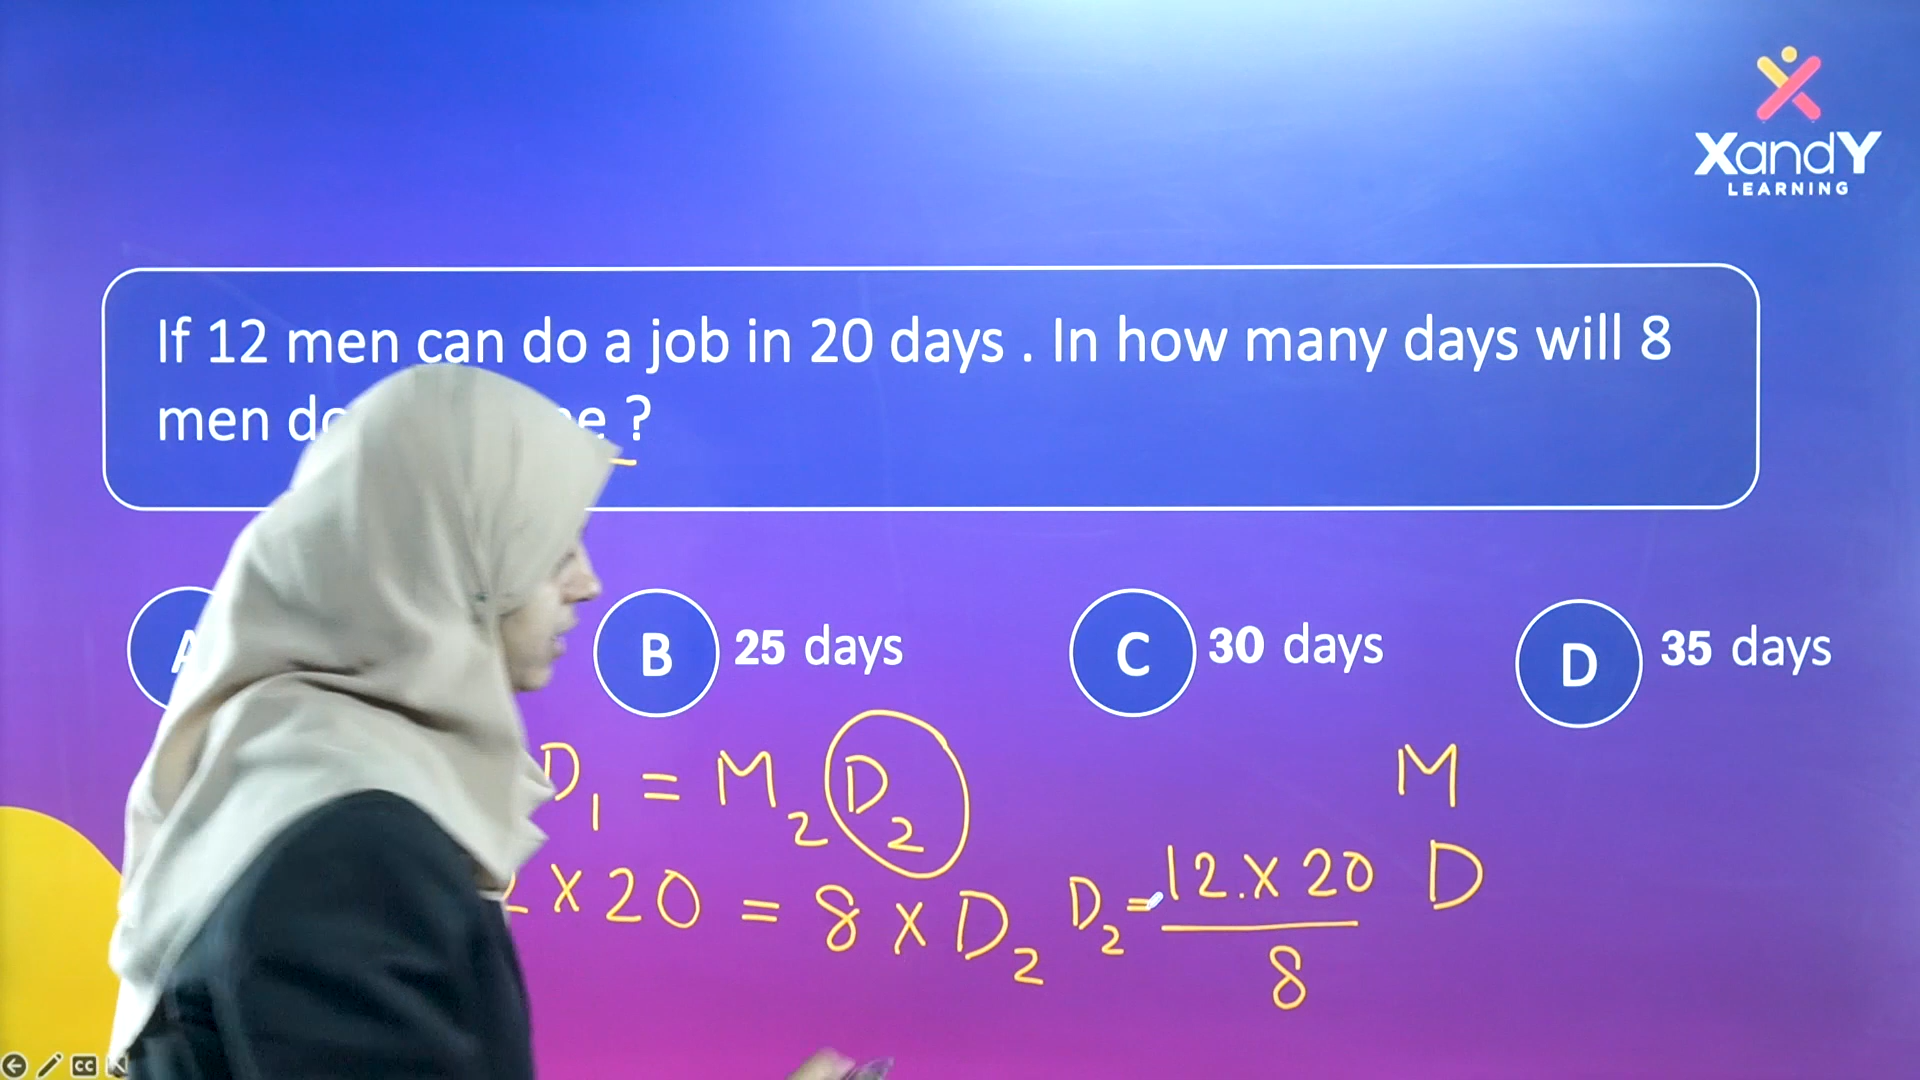 XandY
LEARNING
If 12 men can do a job in 20 days . In how many days will 8
men ?
B 25 days
C 30 days
D 35 days
D₁ = M₂ D₂
M
x 20 = 8 x D₂
D₂ = 12 x 20 / 8
D
CC